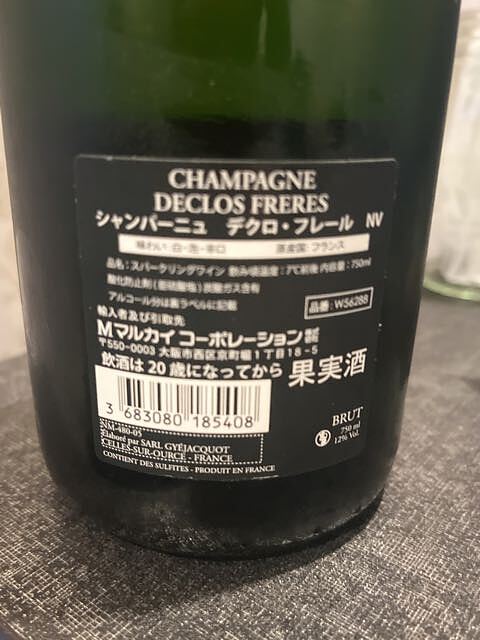 CHAMPAGNE
DECLOS FRERES
シャンパーニュ デクロ・フレール NV
味わい:白・泡・辛口 原産国:フランス
品名:スパークリングワイン 飲み頃温度:7℃前後 内容量:750ml
酸化防止剤(亜硫酸塩)炭酸ガス含有
アルコール分は裏ラベルに記載
品番:WS6288
輸入者及び引取先
Mマルカイコーポレーション株式会社
〒550-0003 大阪市西区京町堀1丁目18-5
飲酒は20歳になってから 果実酒
3 683080 185408
NM-480-05
Elaboré par SARL GYÉJACQUOT
CELLES-SUR-OURCE - FRANCE
CONTIENT DES SULFITES - PRODUIT EN FRANCE
BRUT
750 ml
12% Vol.